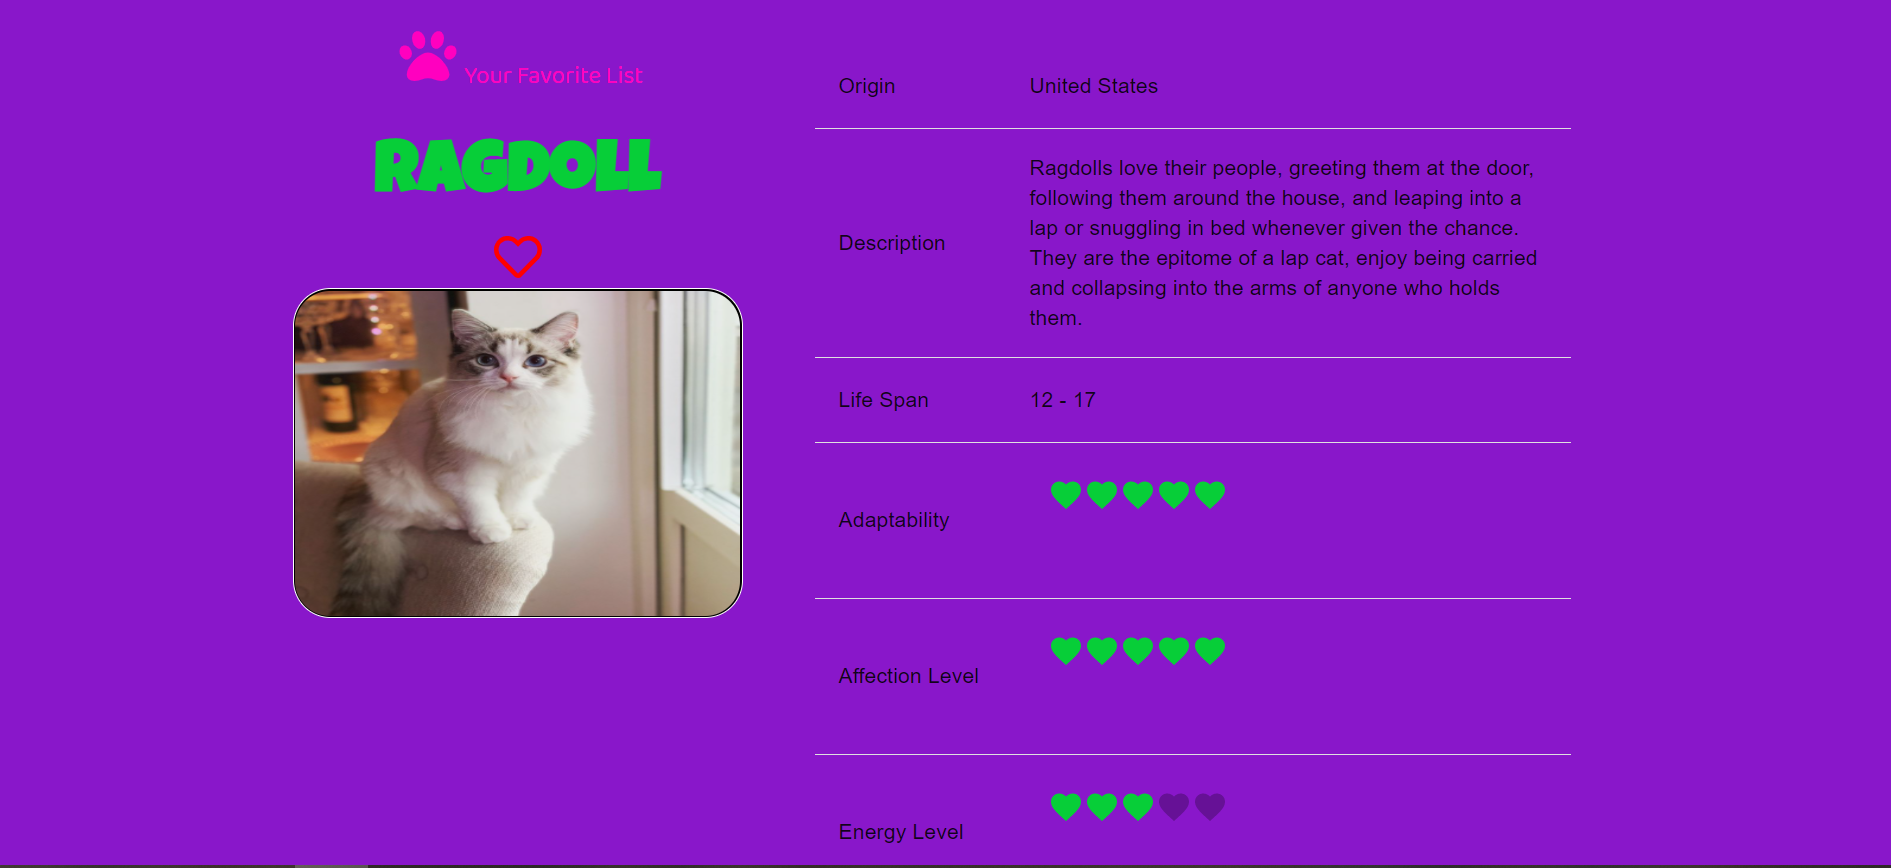 Your Favorite List
RAGDOLL
Origin
United States
Description
Ragdolls love their people, greeting them at the door,
following them around the house, and leaping into a
lap or snuggling in bed whenever given the chance.
They are the epitome of a lap cat, enjoy being carried
and collapsing into the arms of anyone who holds
them.
Life Span
12 - 17
Adaptability
Affection Level
Energy Level